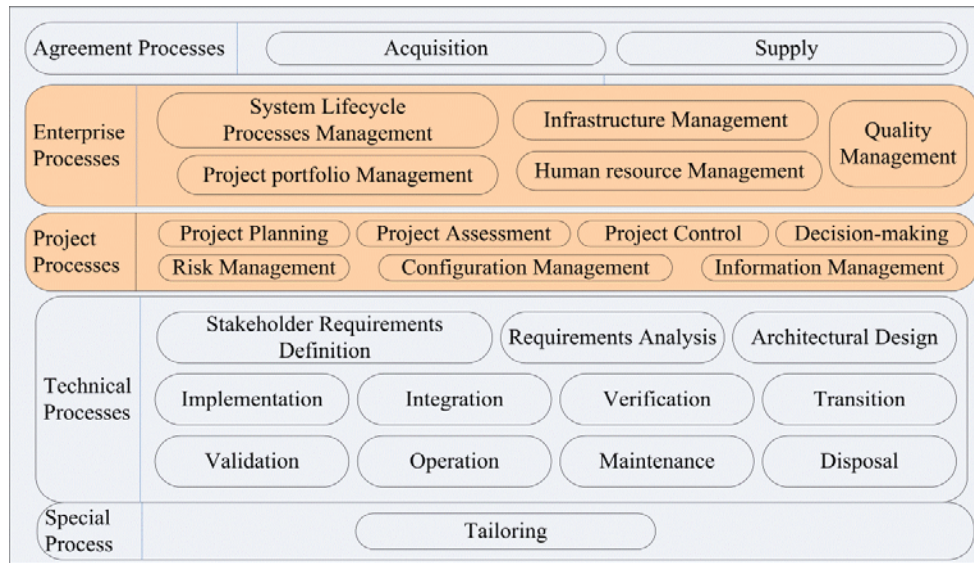 Agreement Processes
Acquisition
Supply
Enterprise
Processes
System Lifecycle
Processes Management
Infrastructure Management
Quality
Management
Project portfolio Management
Human resource Management
Project
Processes
Project Planning
Project Assessment
Project Control
Decision-making
Risk Management
Configuration Management
Information Management
Technical
Processes
Stakeholder Requirements
Definition
Requirements Analysis
Architectural Design
Implementation
Integration
Verification
Transition
Validation
Operation
Maintenance
Disposal
Special
Process
Tailoring